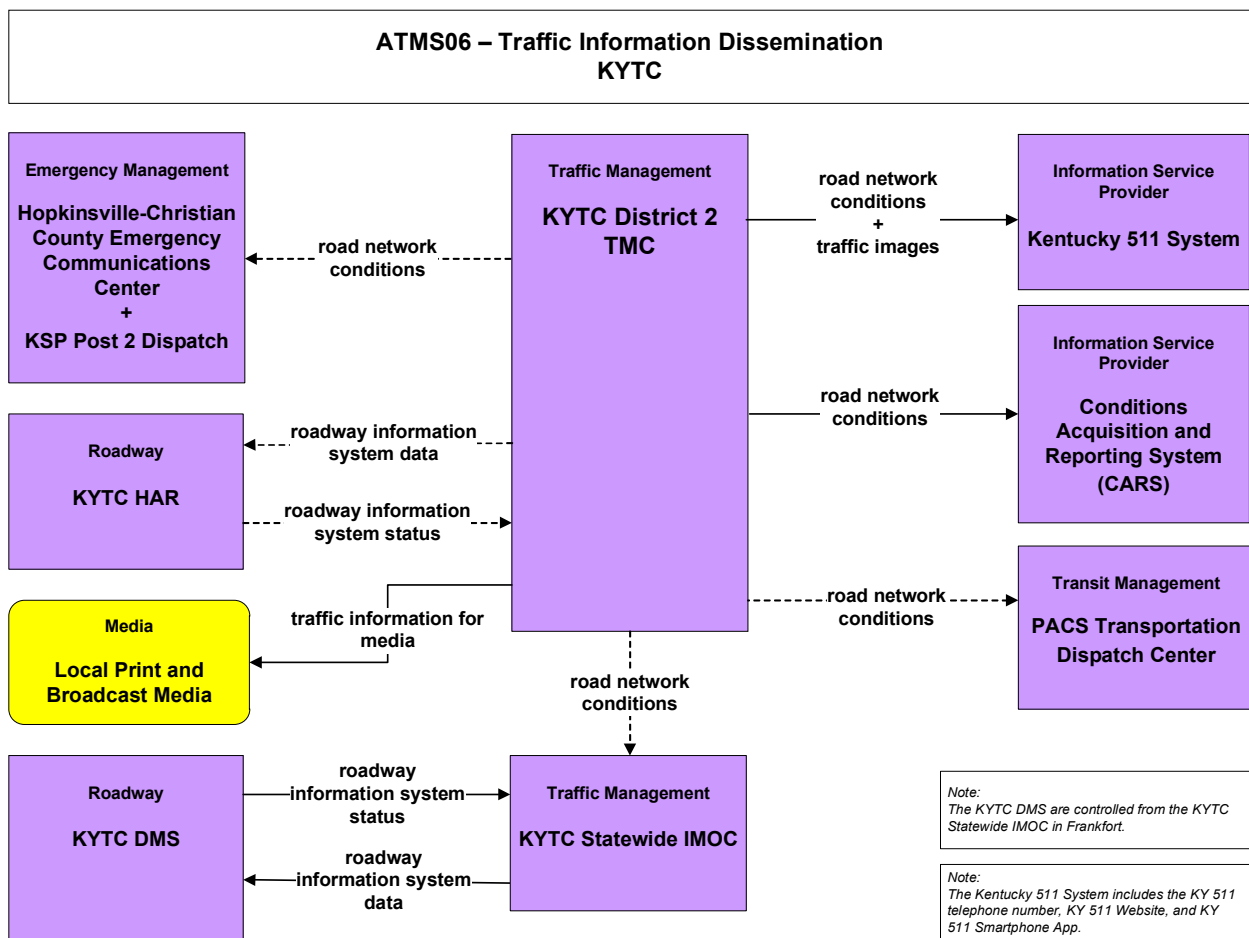 ATMS06 – Traffic Information Dissemination
KYTC
Emergency Management
Hopkinsville-Christian
County Emergency
Communications
Center
+
KSP Post 2 Dispatch
road network
conditions
Traffic Management
KYTC District 2
TMC
road network
conditions
+
traffic images
Information Service
Provider
Kentucky 511 System
Information Service
Provider
Conditions
Acquisition and
Reporting System
(CARS)
road network
conditions
Roadway
KYTC HAR
roadway information
system data
roadway information
system status
Media
Local Print and
Broadcast Media
traffic information for
media
road network
conditions
Transit Management
PACS Transportation
Dispatch Center
road network
conditions
Roadway
KYTC DMS
roadway
information system
status
roadway
information system
data
Traffic Management
KYTC Statewide IMOC
Note:
The KYTC DMS are controlled from the KYTC
Statewide IMOC in Frankfort.
Note:
The Kentucky 511 System includes the KY 511
telephone number, KY 511 Website, and KY
511 Smartphone App.